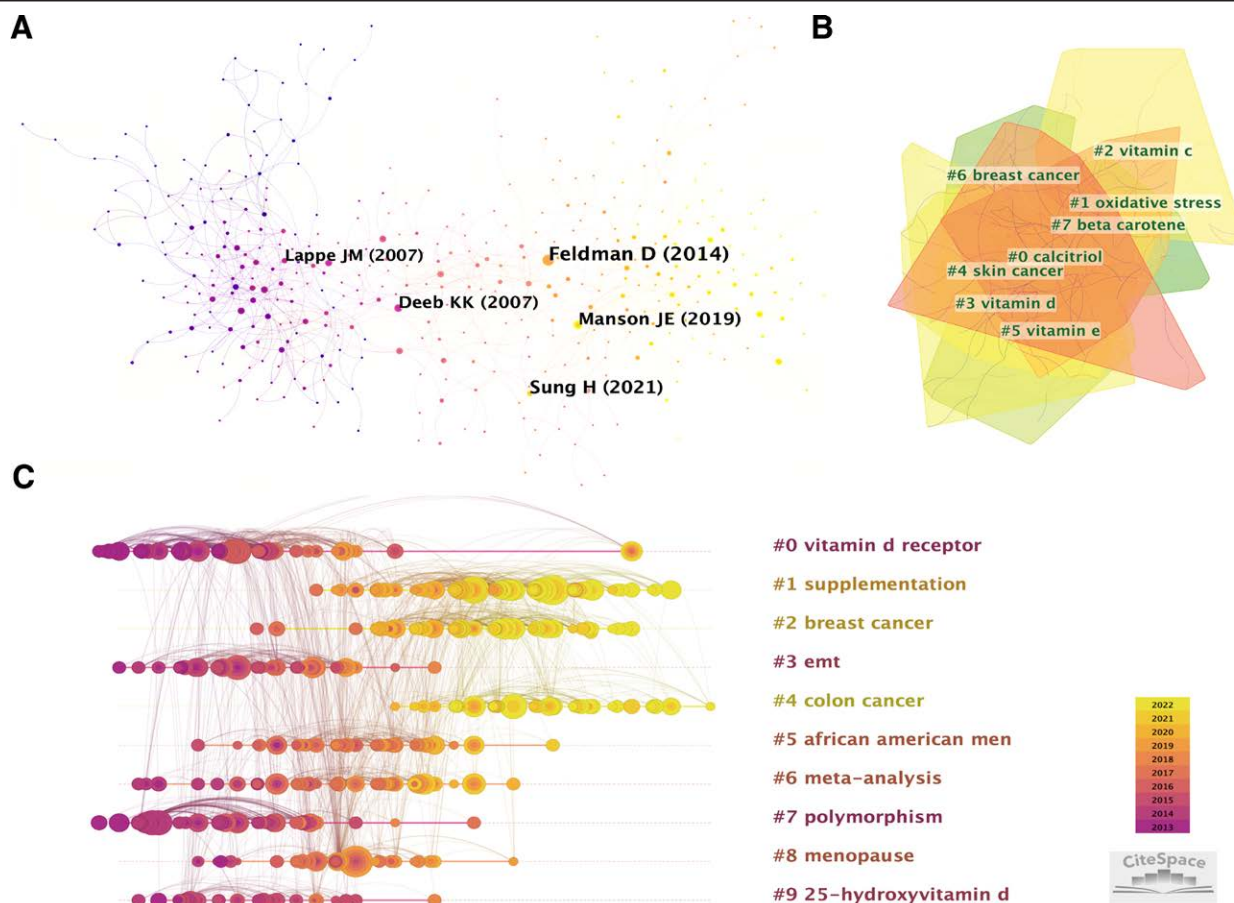 A
Lappe JM (2007)
Feldman D (2014)
Deeb KK (2007)
Manson JE (2019)
Sung H (2021)
B
#2 vitamin c
#6 breast cancer
#1 oxidative stress
#7 beta carotene
#0 calcitriol
#4 skin cancer
#3 vitamin d
#5 vitamin e
C
#0 vitamin d receptor
#1 supplementation
#2 breast cancer
#3 emt
#4 colon cancer
#5 african american men
#6 meta-analysis
#7 polymorphism
#8 menopause
#9 25-hydroxyvitamin d
2022
2021
2020
2019
2018
2017
2016
2015
2014
2013
CiteSpace